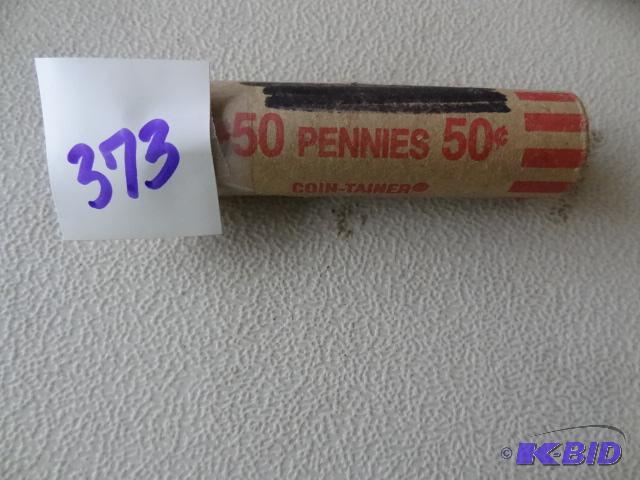 373
50 PENNIES 50¢
COIN-TAINER®
© K-BID